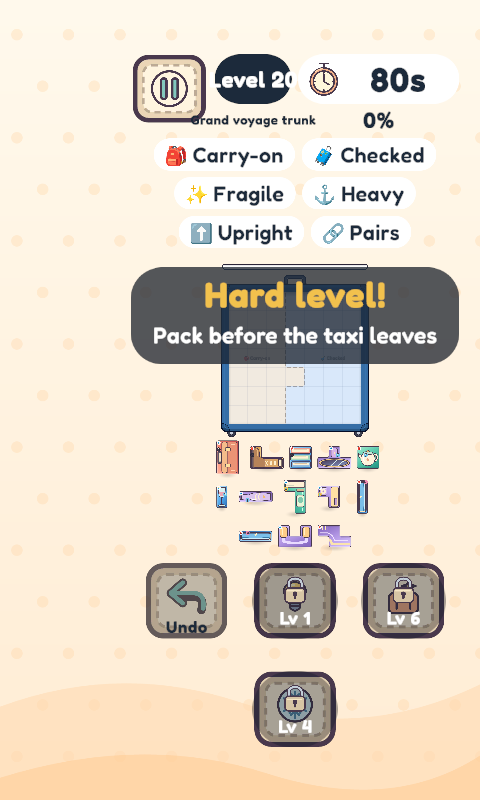 Level 20
80s
Grand voyage trunk
0%
Carry-on
Checked
Fragile
Heavy
Upright
Pairs
Hard level!
Pack before the taxi leaves
Undo
Lv 1
Lv 6
Lv 4